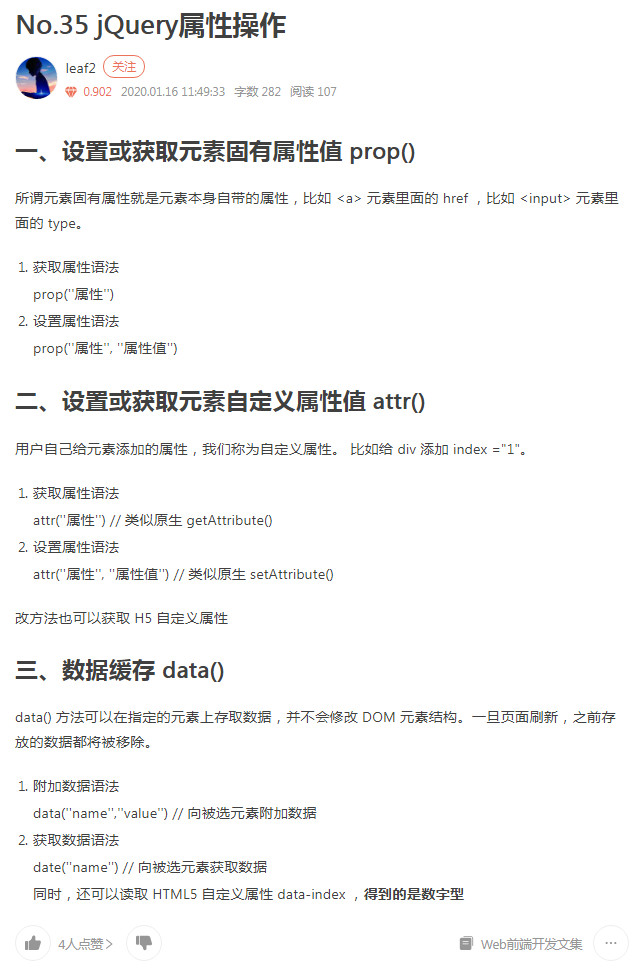 No.35 jQuery属性操作
leaf2 关注
0.902 2020.01.16 11:49:33 字数 282 阅读 107
一、设置或获取元素固有属性值 prop()
所谓元素固有属性就是元素本身自带的属性，比如 <a> 元素里面的 href ，比如 <input> 元素里
面的 type。
1. 获取属性语法
prop(''属性'')
2. 设置属性语法
prop(''属性'', ''属性值'')
二、设置或获取元素自定义属性值 attr()
用户自己给元素添加的属性，我们称为自定义属性。 比如给 div 添加 index ="1"。
1. 获取属性语法
attr(''属性'') // 类似原生 getAttribute()
2. 设置属性语法
attr(''属性'', ''属性值'') // 类似原生 setAttribute()
改方法也可以获取 H5 自定义属性
三、数据缓存 data()
data() 方法可以在指定的元素上存取数据，并不会修改 DOM 元素结构。一旦页面刷新，之前存
放的数据都将被移除。
1. 附加数据语法
data(''name'',''value'') // 向被选元素附加数据
2. 获取数据语法
date(''name'') // 向被选元素获取数据
同时，还可以读取 HTML5 自定义属性 data-index ，得到的是数字型
4人点赞> Web前端开发文集 ...